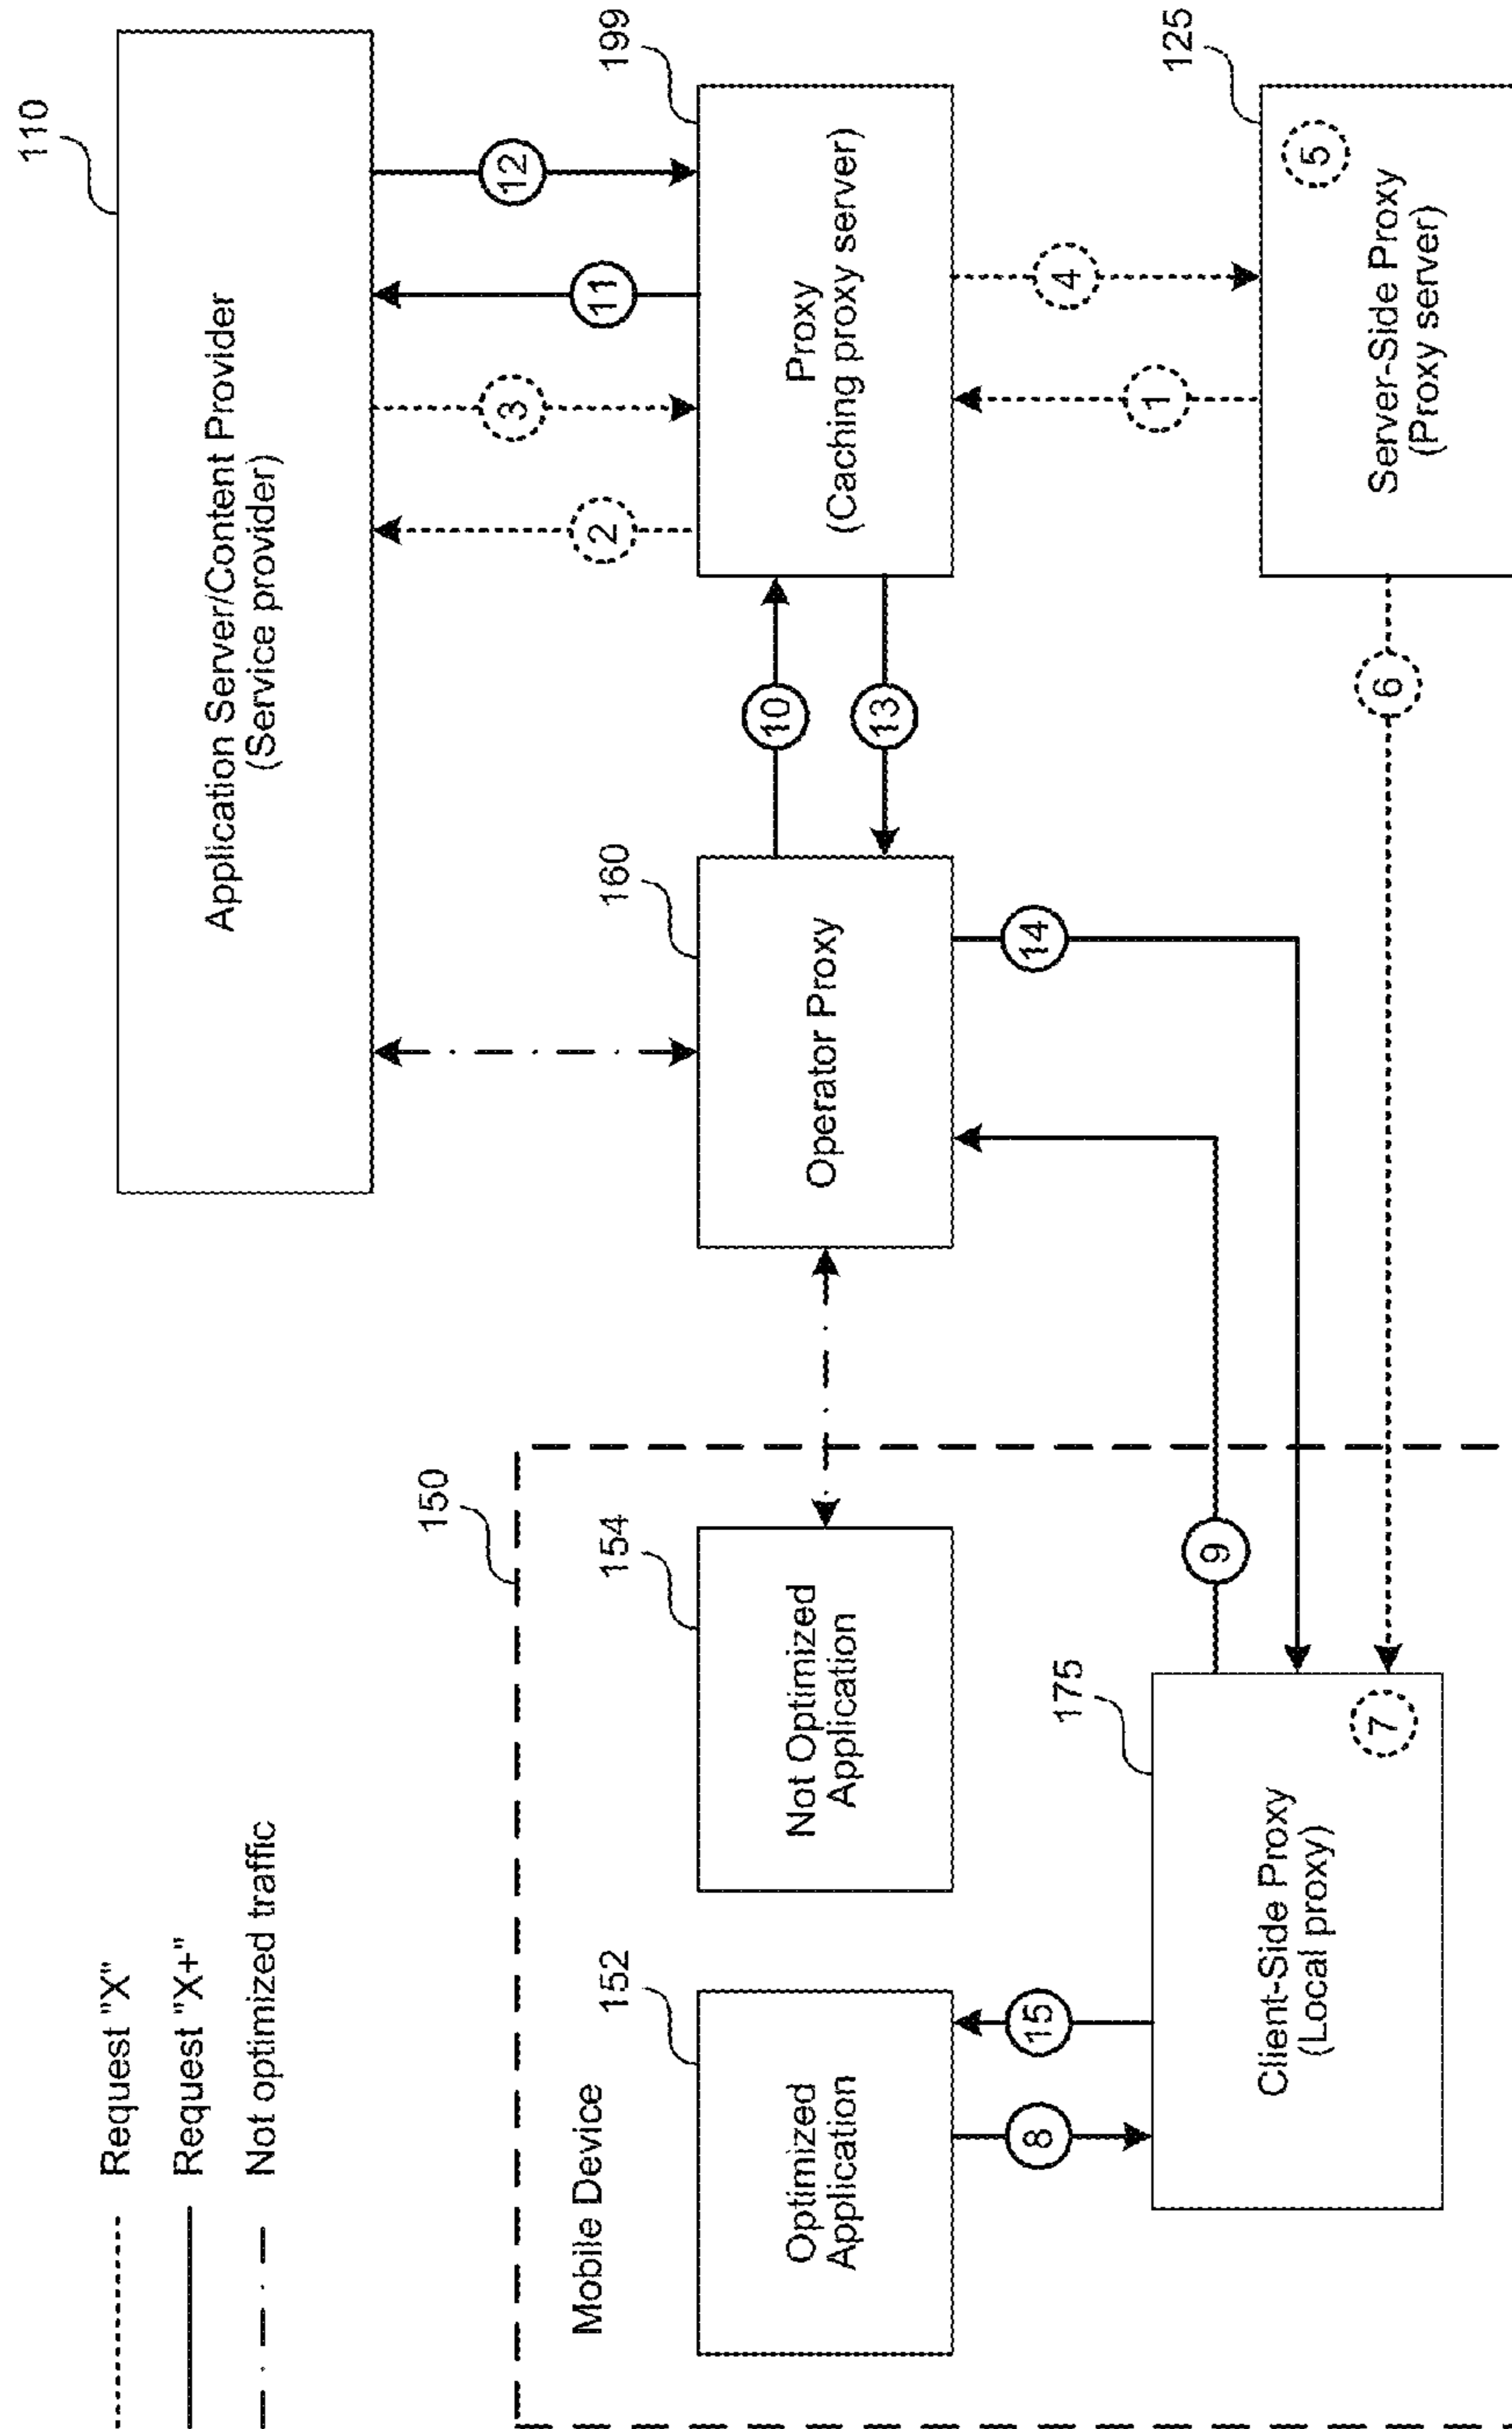 Request "X"
Request "X+"
Not optimized traffic
110
Application Server/Content Provider
(Service provider)
12
11
3
2
150
Mobile Device
152
Optimized
Application
154
Not Optimized
Application
160
Operator Proxy
10
13
199
Proxy
(Caching proxy server)
8
15
14
4
1
9
175
Client-Side Proxy
(Local proxy)
7
6
125
5
Server-Side Proxy
(Proxy server)